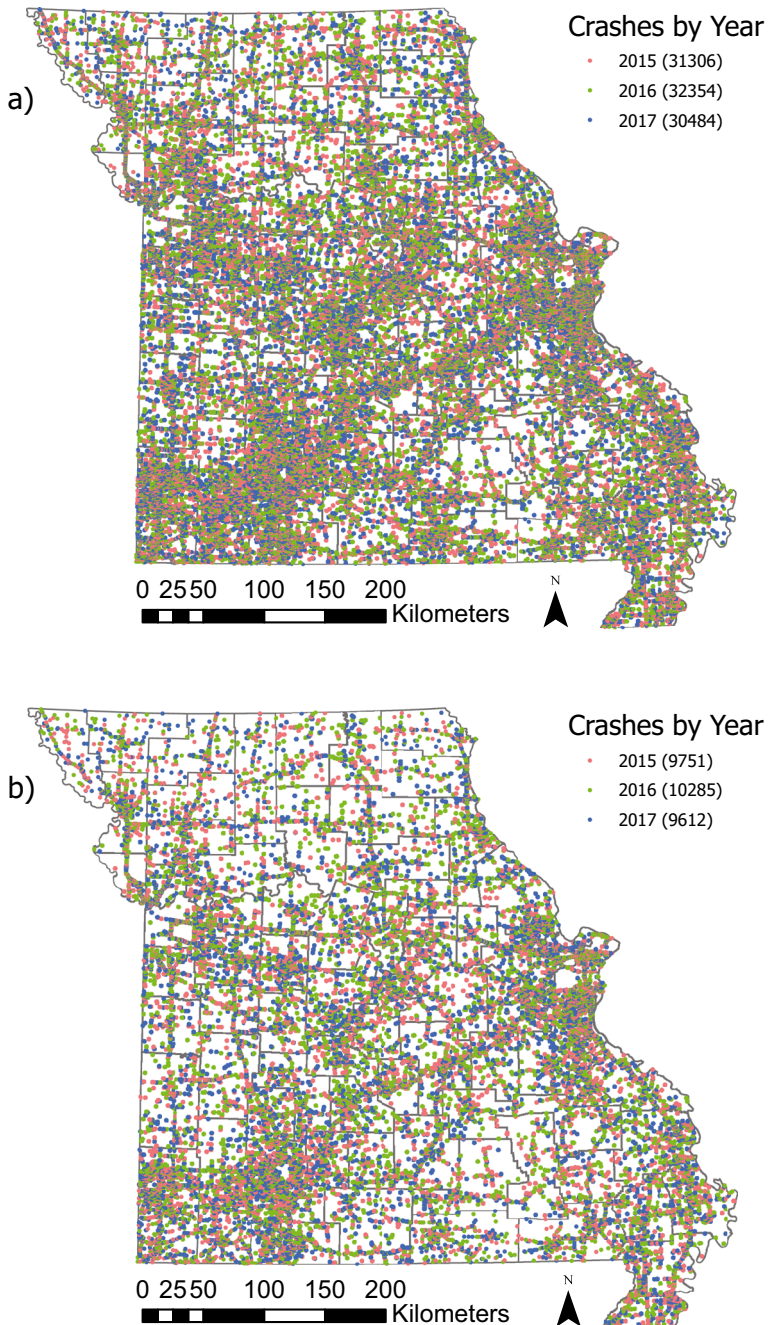 Crashes by Year
a)
2015 (31306)
2016 (32354)
2017 (30484)
N
0 25 50 100 150 200
Kilometers
Crashes by Year
b)
2015 (9751)
2016 (10285)
2017 (9612)
N
0 25 50 100 150 200
Kilometers